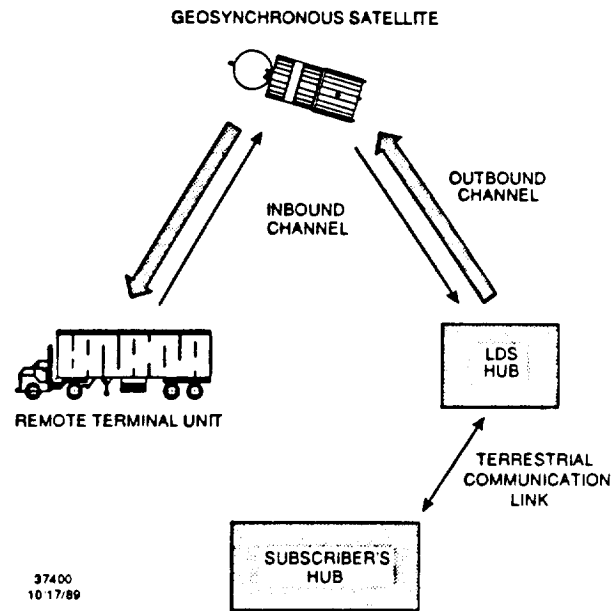 GEOSYNCHRONOUS SATELLITE
OUTBOUND
CHANNEL
INBOUND
CHANNEL
LDS
HUB
REMOTE TERMINAL UNIT
TERRESTRIAL
COMMUNICATION
LINK
SUBSCRIBER'S
HUB
37400
10/17/89